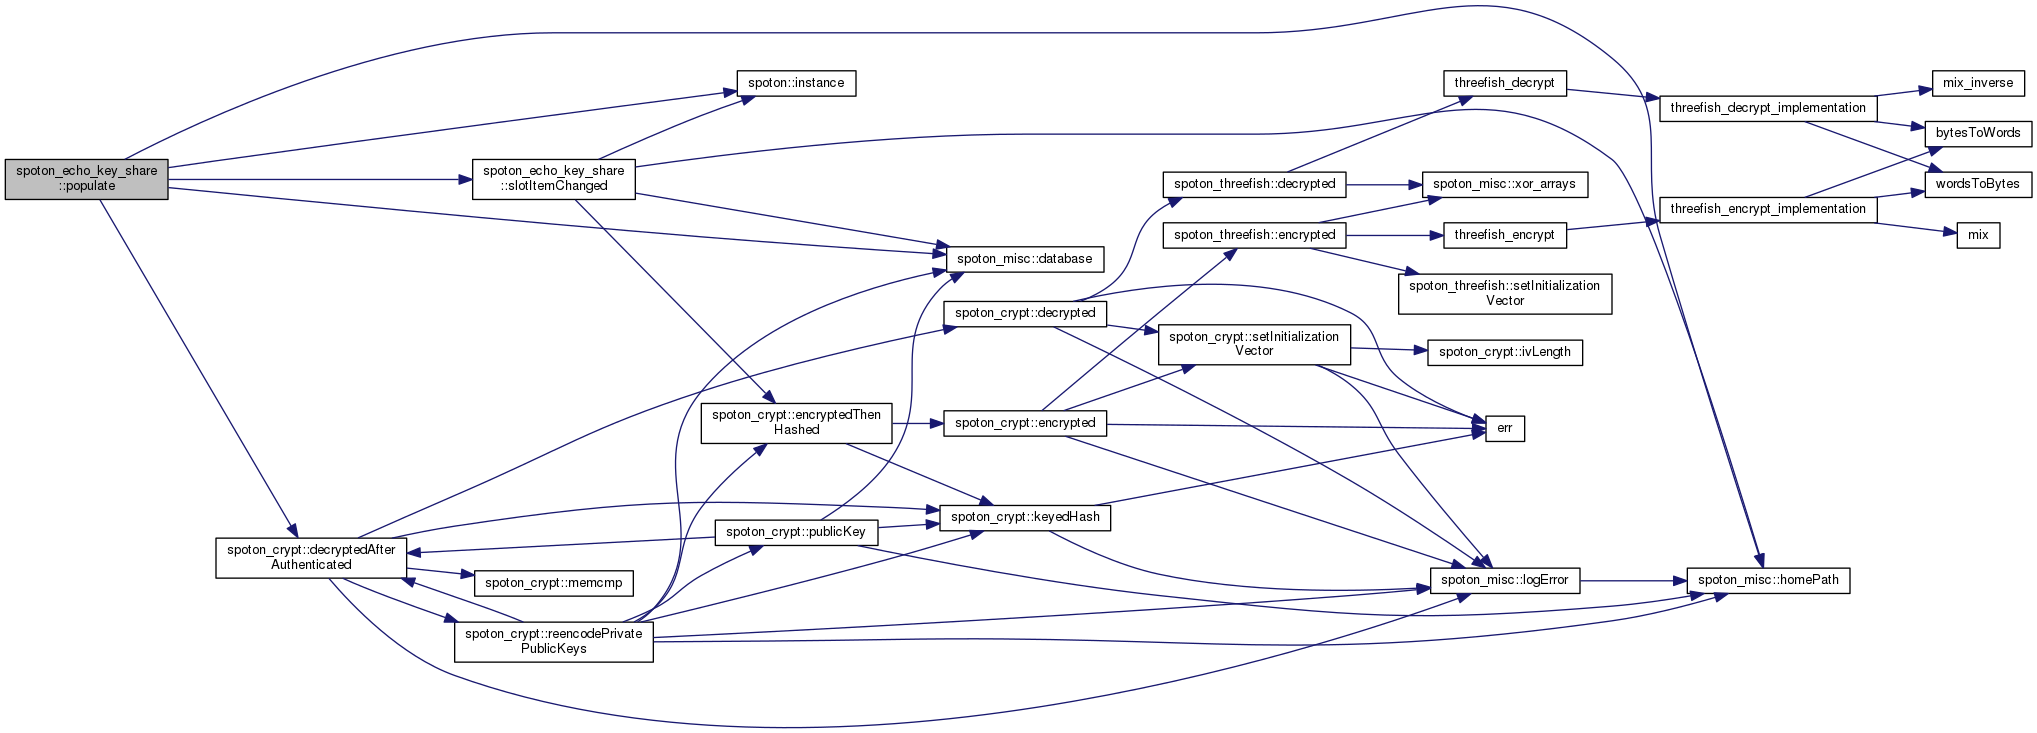 spoton_echo_key_share
::populate
spoton::instance
spoton_echo_key_share
::slotItemChanged
spoton_misc::database
spoton_crypt::decrypted
spoton_crypt::encryptedThen
Hashed
spoton_crypt::encrypted
spoton_crypt::keyedHash
spoton_crypt::publicKey
spoton_crypt::decryptedAfter
Authenticated
spoton_crypt::memcmp
spoton_crypt::reencodePrivate
PublicKeys
threefish_decrypt
spoton_threefish::decrypted
spoton_misc::xor_arrays
spoton_threefish::encrypted
threefish_encrypt
spoton_threefish::setInitialization
Vector
spoton_crypt::setInitialization
Vector
spoton_crypt::ivLength
err
spoton_misc::logError
spoton_misc::homePath
threefish_decrypt_implementation
threefish_encrypt_implementation
mix_inverse
bytesToWords
wordsToBytes
mix